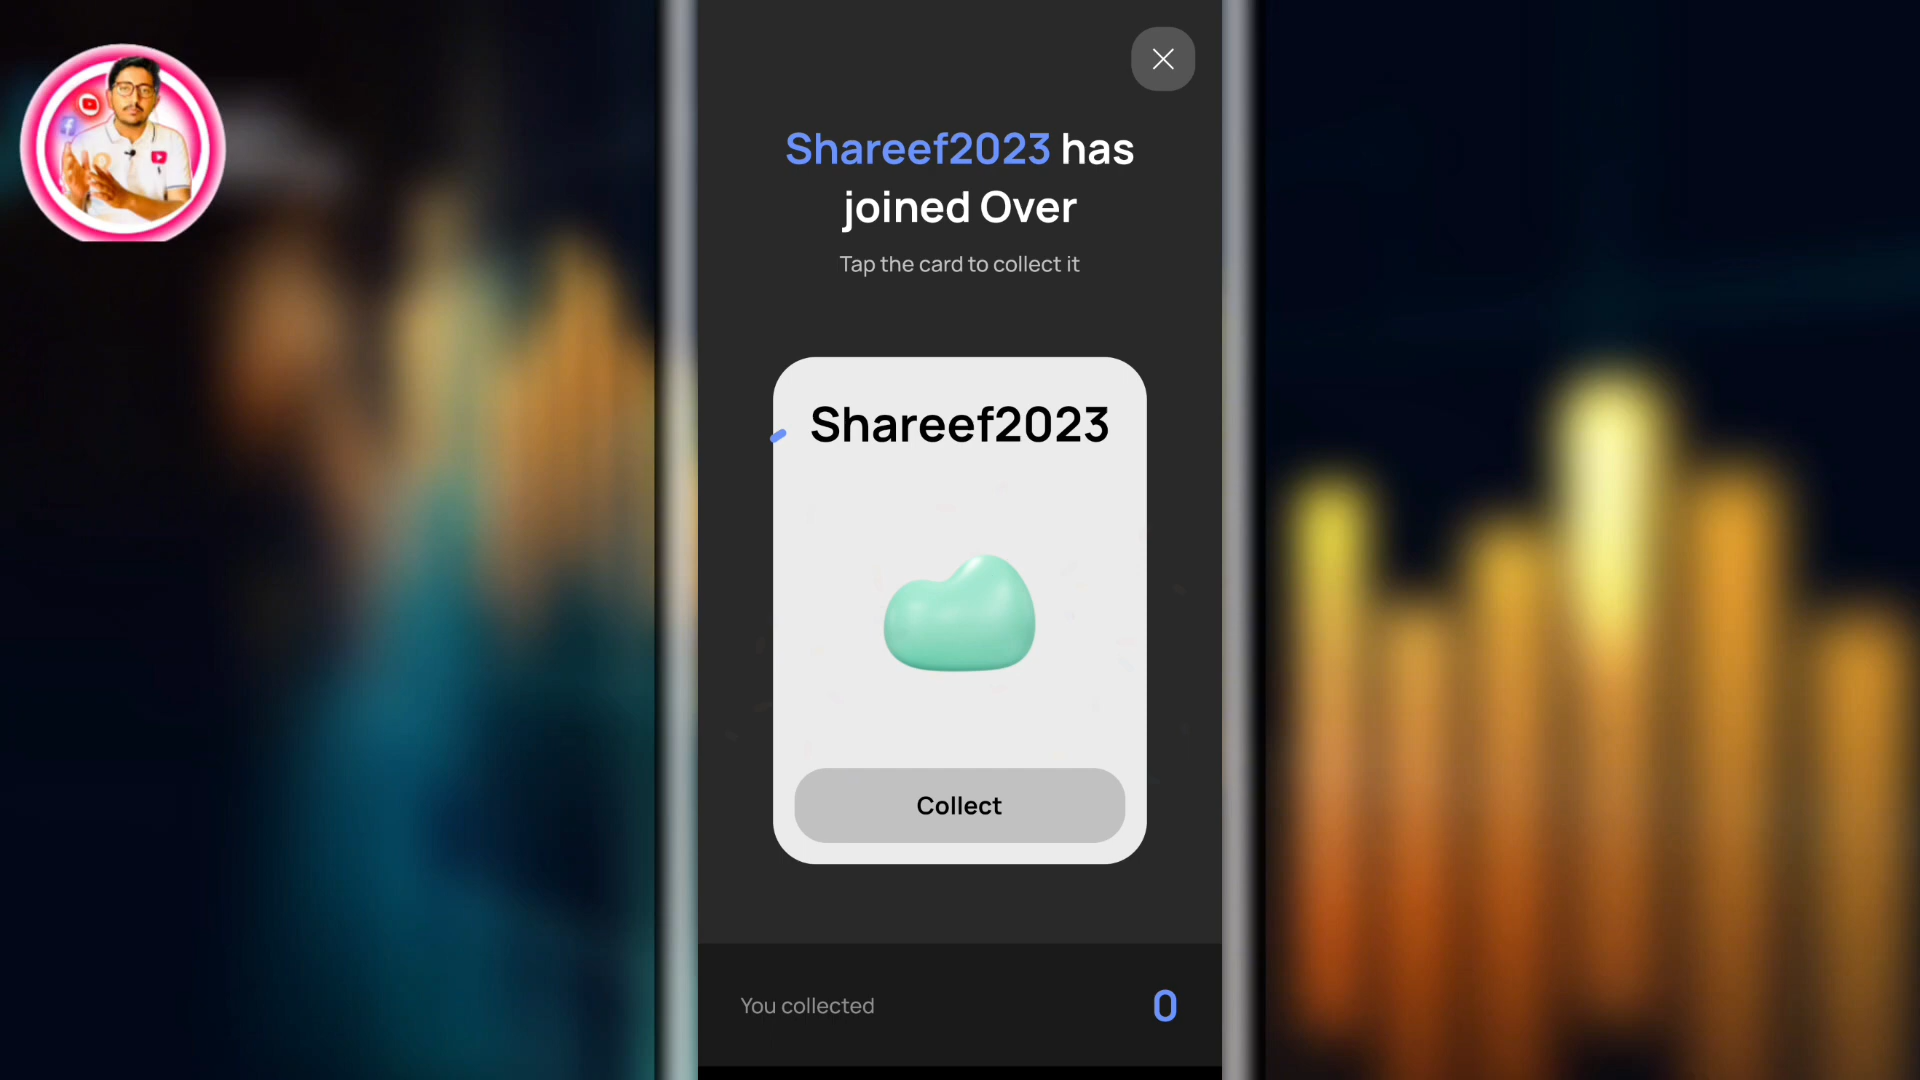 Shareef2023 has
joined Over
Tap the card to collect it
Shareef2023
Collect
You collected
0